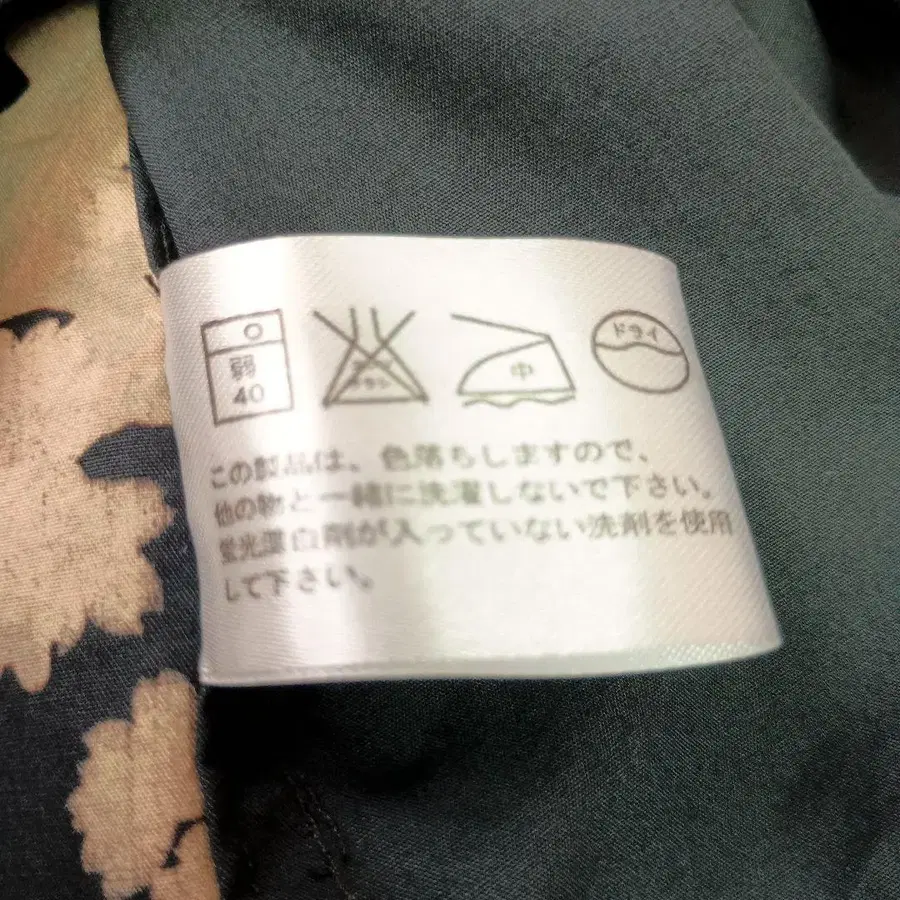 弱
40
中
ドライ
この製品は、色落ちしますので、
他の物と一緒に洗濯しないで下さい。
蛍光漂白剤が入っていない洗剤を使用
して下さい。